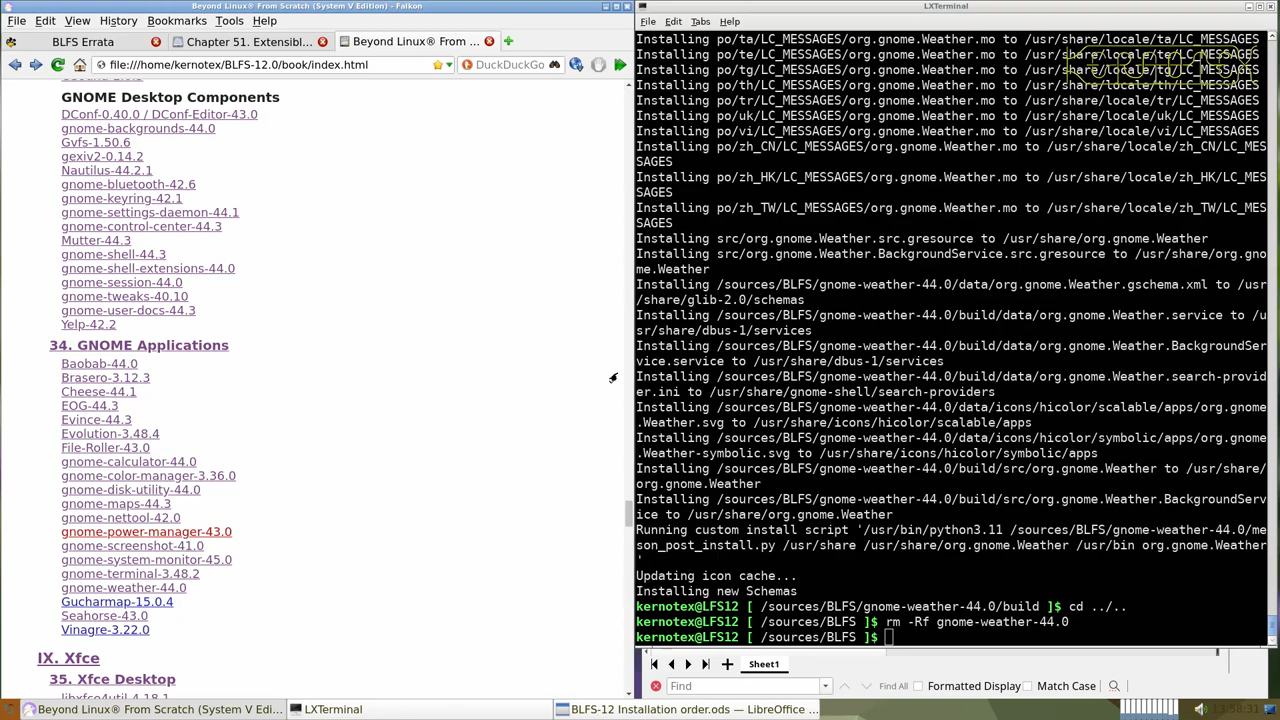 Beyond Linux® From Scratch (System V Edition) - Falkon
File Edit View History Bookmarks Tools Help
BLFS Errata
Chapter 51. Extensibl...
Beyond Linux® From ...
file:///home/kernotex/BLFS-12.0/book/index.html
DuckDuckGo
GNOME Desktop Components
DConf-0.40.0 / DConf-Editor-43.0
gnome-backgrounds-44.0
Gvfs-1.50.6
gexiv2-0.14.2
Nautilus-44.2.1
gnome-bluetooth-42.6
gnome-keyring-42.1
gnome-settings-daemon-44.1
gnome-control-center-44.3
Mutter-44.3
gnome-shell-44.3
gnome-shell-extensions-44.0
gnome-session-44.0
gnome-tweaks-40.10
gnome-user-docs-44.3
Yelp-42.2
34. GNOME Applications
Baobab-44.0
Brasero-3.12.3
Cheese-44.1
EOG-44.3
Evince-44.3
Evolution-3.48.4
File-Roller-43.0
gnome-calculator-44.0
gnome-color-manager-3.36.0
gnome-disk-utility-44.0
gnome-maps-44.3
gnome-nettool-42.0
gnome-power-manager-43.0
gnome-screenshot-41.0
gnome-system-monitor-45.0
gnome-terminal-3.48.2
gnome-weather-44.0
Gucharmap-15.0.4
Seahorse-43.0
Vinagre-3.22.0
IX. Xfce
35. Xfce Desktop
libxfce4util-4.18.1
LXTerminal
File Edit Tabs Help
Installing po/ta/LC_MESSAGES/org.gnome.Weather.mo to /usr/share/locale/ta/LC_MESSAGES
Installing po/te/LC_MESSAGES/org.gnome.Weather.mo to /usr/share/locale/te/LC_MESSAGES
Installing po/tg/LC_MESSAGES/org.gnome.Weather.mo to /usr/share/locale/tg/LC_MESSAGES
Installing po/th/LC_MESSAGES/org.gnome.Weather.mo to /usr/share/locale/th/LC_MESSAGES
Installing po/tr/LC_MESSAGES/org.gnome.Weather.mo to /usr/share/locale/tr/LC_MESSAGES
Installing po/uk/LC_MESSAGES/org.gnome.Weather.mo to /usr/share/locale/uk/LC_MESSAGES
Installing po/vi/LC_MESSAGES/org.gnome.Weather.mo to /usr/share/locale/vi/LC_MESSAGES
Installing po/zh_CN/LC_MESSAGES/org.gnome.Weather.mo to /usr/share/locale/zh_CN/LC_MES
SAGES
Installing po/zh_HK/LC_MESSAGES/org.gnome.Weather.mo to /usr/share/locale/zh_HK/LC_MES
SAGES
Installing po/zh_TW/LC_MESSAGES/org.gnome.Weather.mo to /usr/share/locale/zh_TW/LC_MES
SAGES
Installing src/org.gnome.Weather.src.gresource to /usr/share/org.gnome.Weather
Installing src/org.gnome.Weather.BackgroundService.src.gresource to /usr/share/org.gno
me.Weather
Installing /sources/BLFS/gnome-weather-44.0/data/org.gnome.Weather.gschema.xml to /usr
/share/glib-2.0/schemas
Installing /sources/BLFS/gnome-weather-44.0/build/data/org.gnome.Weather.service to /u
sr/share/dbus-1/services
Installing /sources/BLFS/gnome-weather-44.0/build/data/org.gnome.Weather.BackgroundSer
vice.service to /usr/share/dbus-1/services
Installing /sources/BLFS/gnome-weather-44.0/build/data/org.gnome.Weather.search-provid
er.ini to /usr/share/gnome-shell/search-providers
Installing /sources/BLFS/gnome-weather-44.0/data/icons/hicolor/scalable/apps/org.gnome
.Weather.svg to /usr/share/icons/hicolor/scalable/apps
Installing /sources/BLFS/gnome-weather-44.0/data/icons/hicolor/symbolic/apps/org.gnome
.Weather-symbolic.svg to /usr/share/icons/hicolor/symbolic/apps
Installing /sources/BLFS/gnome-weather-44.0/build/src/org.gnome.Weather to /usr/share/
org.gnome.Weather
Installing /sources/BLFS/gnome-weather-44.0/build/src/org.gnome.Weather.BackgroundServ
ice to /usr/share/org.gnome.Weather
Running custom install script '/usr/bin/python3.11 /sources/BLFS/gnome-weather-44.0/me
son_post_install.py /usr/share /usr/share/org.gnome.Weather /usr/bin org.gnome.Weather
'
Updating icon cache...
Installing new Schemas
kernotex@LFS12 [ /sources/BLFS/gnome-weather-44.0/build ]$ cd ../..
kernotex@LFS12 [ /sources/BLFS ]$ rm -Rf gnome-weather-44.0
kernotex@LFS12 [ /sources/BLFS ]$
Sheet1
Find
Find All
Formatted Display
Match Case
Beyond Linux® From Scratch (System V Edi...
LXTerminal
BLFS-12 Installation order.ods — LibreOffice ...
13:58:31